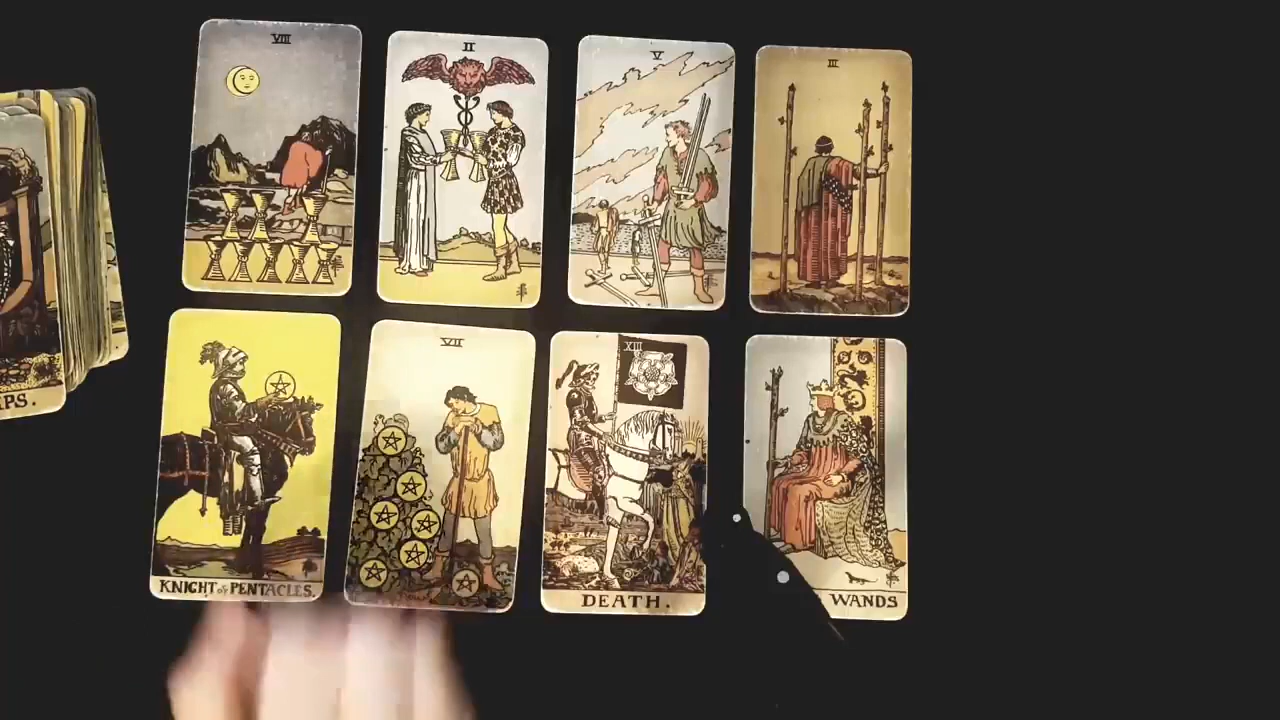 VIII
II
V
III
VII
XIII
PS.
KNIGHT OF PENTACLES.
DEATH.
WANDS